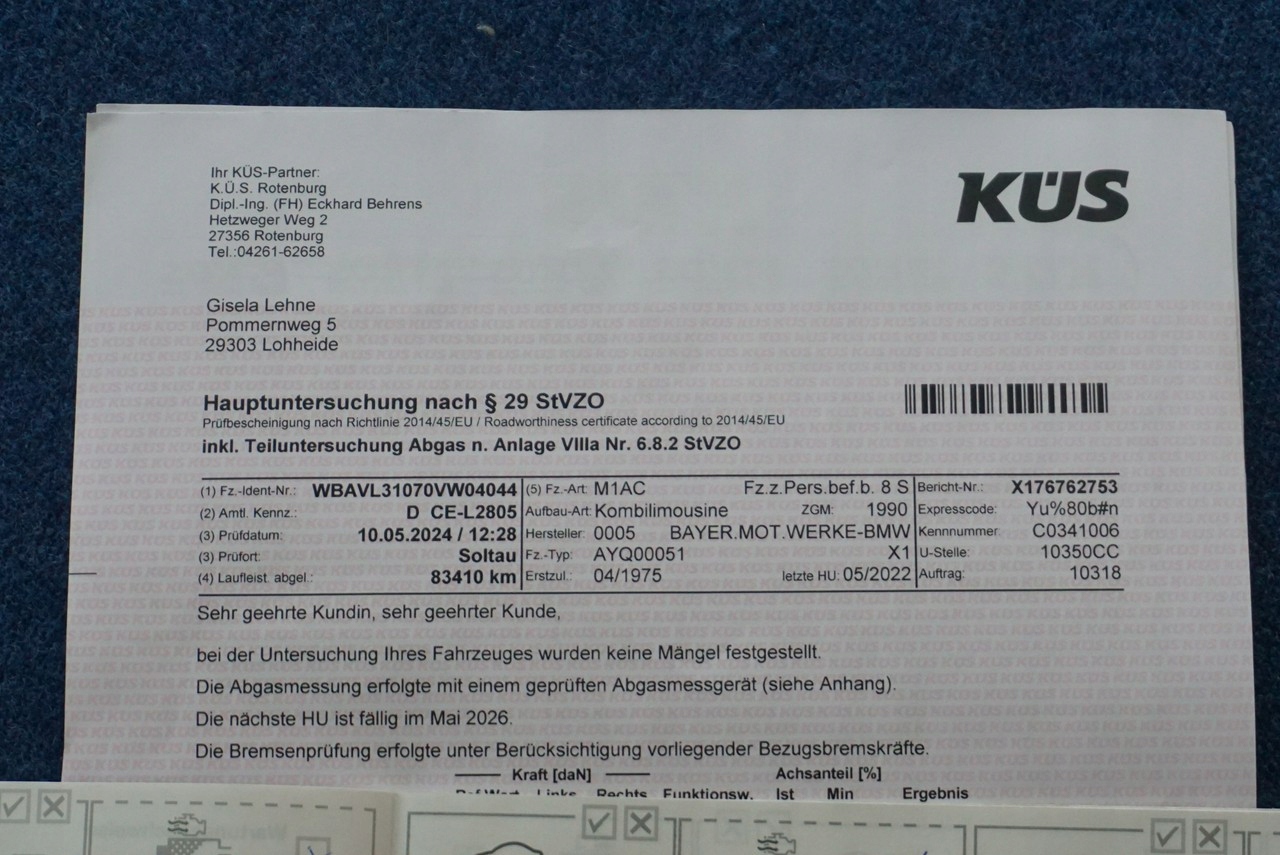 Ihr KÜS-Partner:
K.Ü.S. Rotenburg
Dipl.-Ing. (FH) Eckhard Behrens
Hetzweger Weg 2
27356 Rotenburg
Tel.:04261-62658
KÜS
Gisela Lehne
Pommernweg 5
29303 Lohheide
Hauptuntersuchung nach § 29 StVZO
Prüfbescheinigung nach Richtlinie 2014/45/EU / Roadworthiness certificate according to 2014/45/EU
inkl. Teiluntersuchung Abgas n. Anlage VIIIa Nr. 6.8.2 StVZO
(1) Fz.-Ident-Nr.: WBAVL31070VW04044 (5) Fz.-Art: M1AC Fz.z.Pers.bef.b. 8 S Bericht-Nr.: X176762753
(2) Amtl. Kennz.: D CE-L2805 Aufbau-Art: Kombilimousine ZGM: 1990 Expresscode: Yu%80b#n
(3) Prüfdatum: 10.05.2024 / 12:28 Hersteller: 0005 BAYER.MOT.WERKE-BMW Kennnummer: C0341006
(3) Prüfort: Soltau Fz.-Typ: AYQ00051 X1 U-Stelle: 10350CC
(4) Laufleist. abgel.: 83410 km Erstzul.: 04/1975 letzte HU: 05/2022 Auftrag: 10318
Sehr geehrte Kundin, sehr geehrter Kunde,
bei der Untersuchung Ihres Fahrzeuges wurden keine Mängel festgestellt.
Die Abgasmessung erfolgte mit einem geprüften Abgasmessgerät (siehe Anhang).
Die nächste HU ist fällig im Mai 2026.
Die Bremsenprüfung erfolgte unter Berücksichtigung vorliegender Bezugsbremskräfte.
Kraft [daN] Achsanteil [%]
Links Rechts Funktionsw. Ist Min Ergebnis